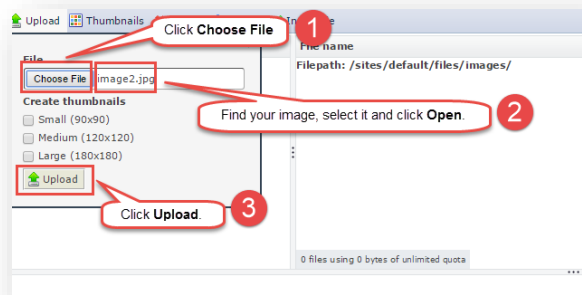 Upload Thumbnails
Click Choose File
1
File name
File
Filepath: /sites/default/files/images/
Choose File image2.jpg
Create thumbnails
Find your image, select it and click Open.
2
Small (90x90)
Medium (120x120)
Large (180x180)
Upload
3
Click Upload.
0 files using 0 bytes of unlimited quota